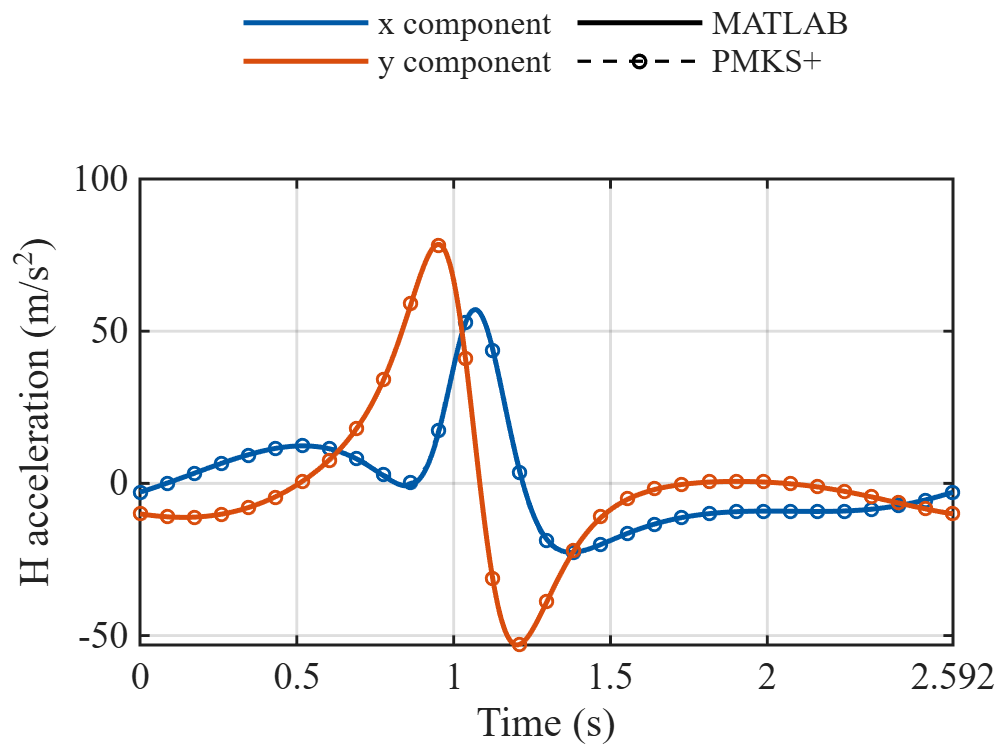 x component MATLAB
y component PMKS+
100
50
0
-50
H acceleration (m/s²)
0 0.5 1 1.5 2 2.592
Time (s)